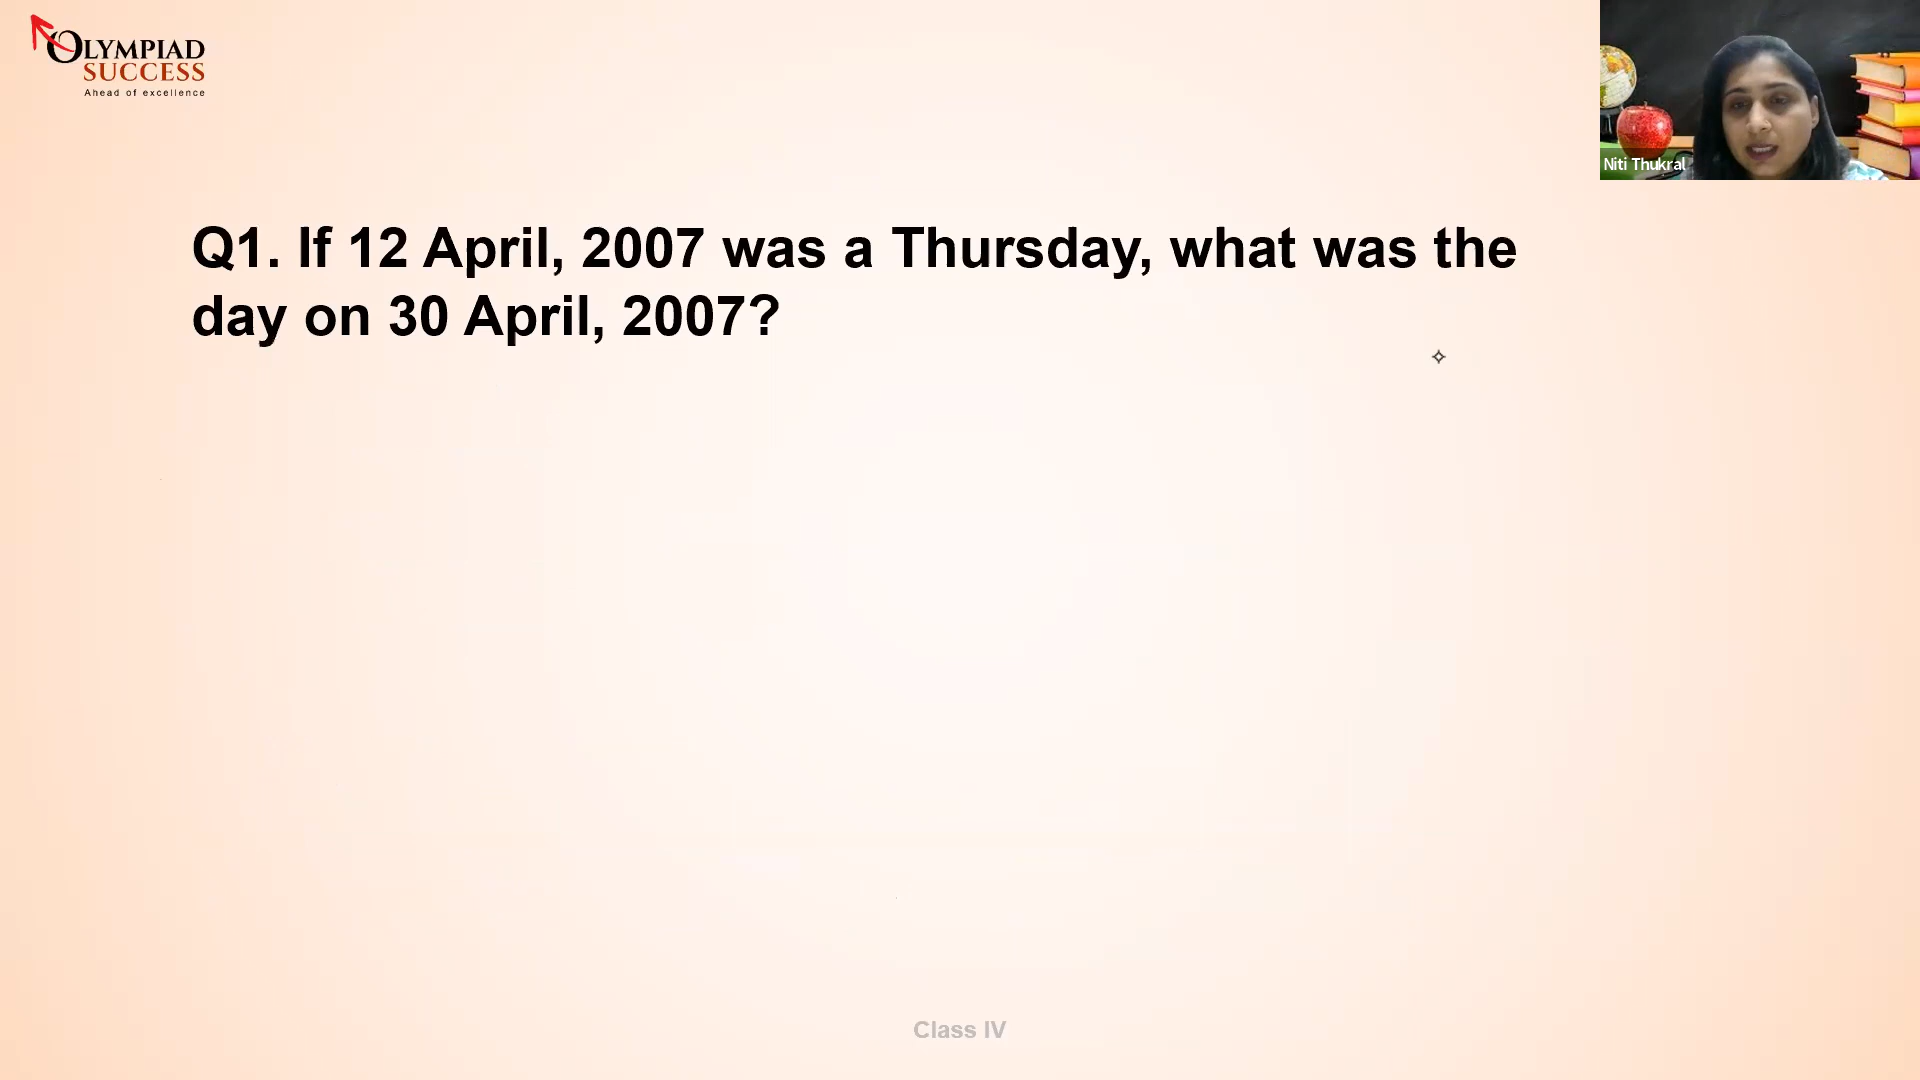 OLYMPIAD
SUCCESS
Ahead of excellence
Niti Thukral
Q1. If 12 April, 2007 was a Thursday, what was the
day on 30 April, 2007?
Class IV